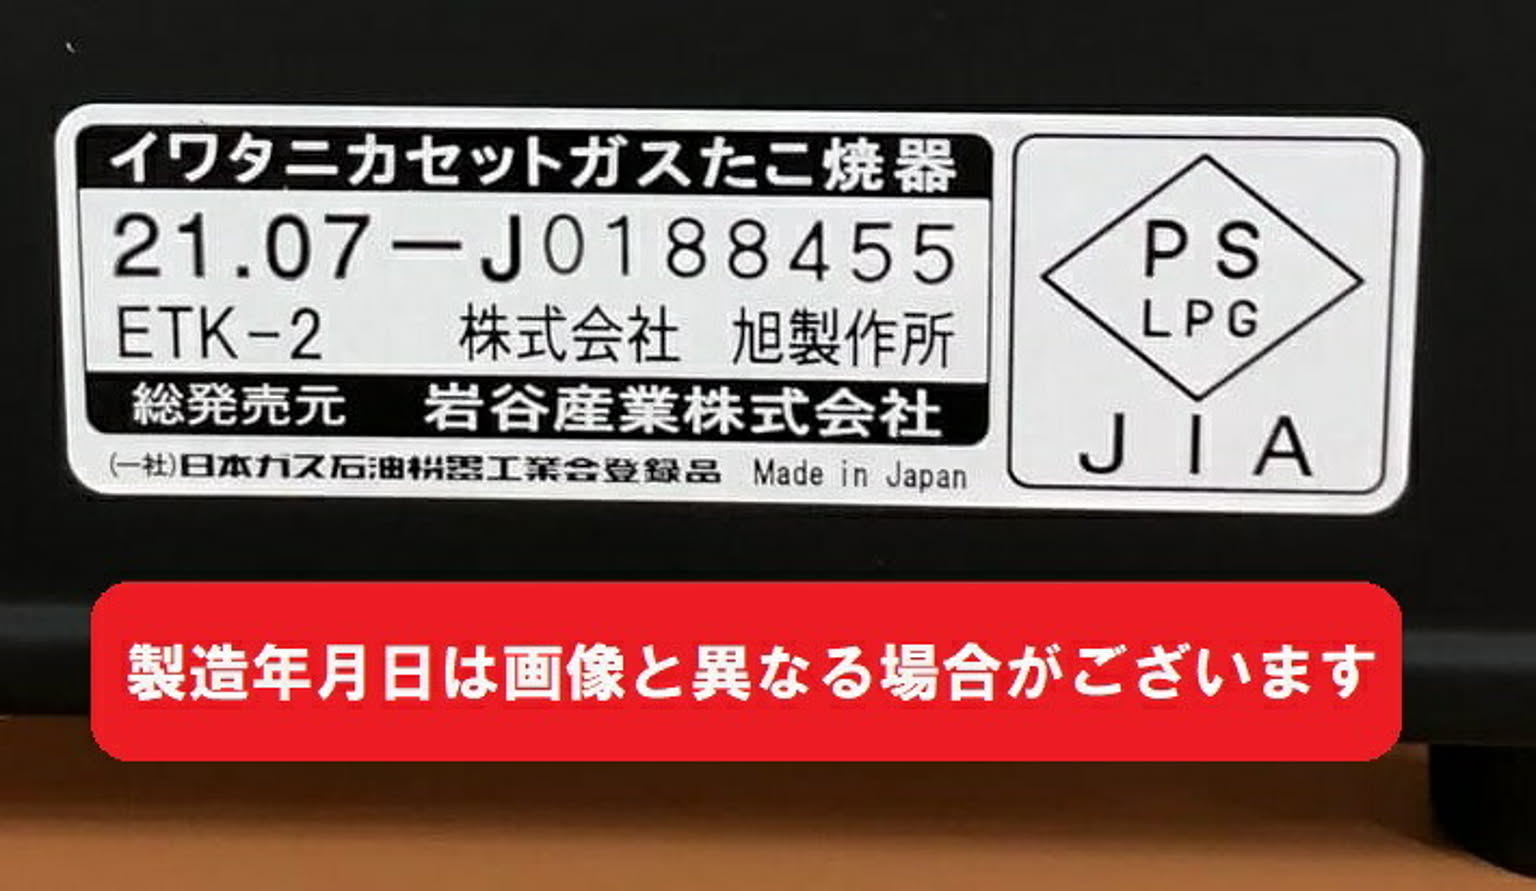 イワタニカセットガスたこ焼器
21.07-J0188455
ETK-2 株式会社 旭製作所
総発売元 岩谷産業株式会社
(一社)日本ガス石油機器工業会登録品 Made in Japan
PS
LPG
JIA
製造年月日は画像と異なる場合がございます